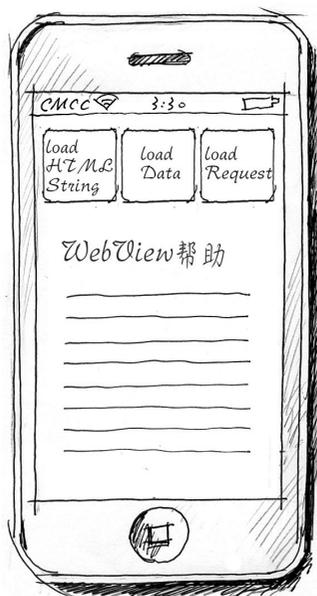 CMCC 3:30
load
HTML
String
load
Data
load
Request
WebView帮助